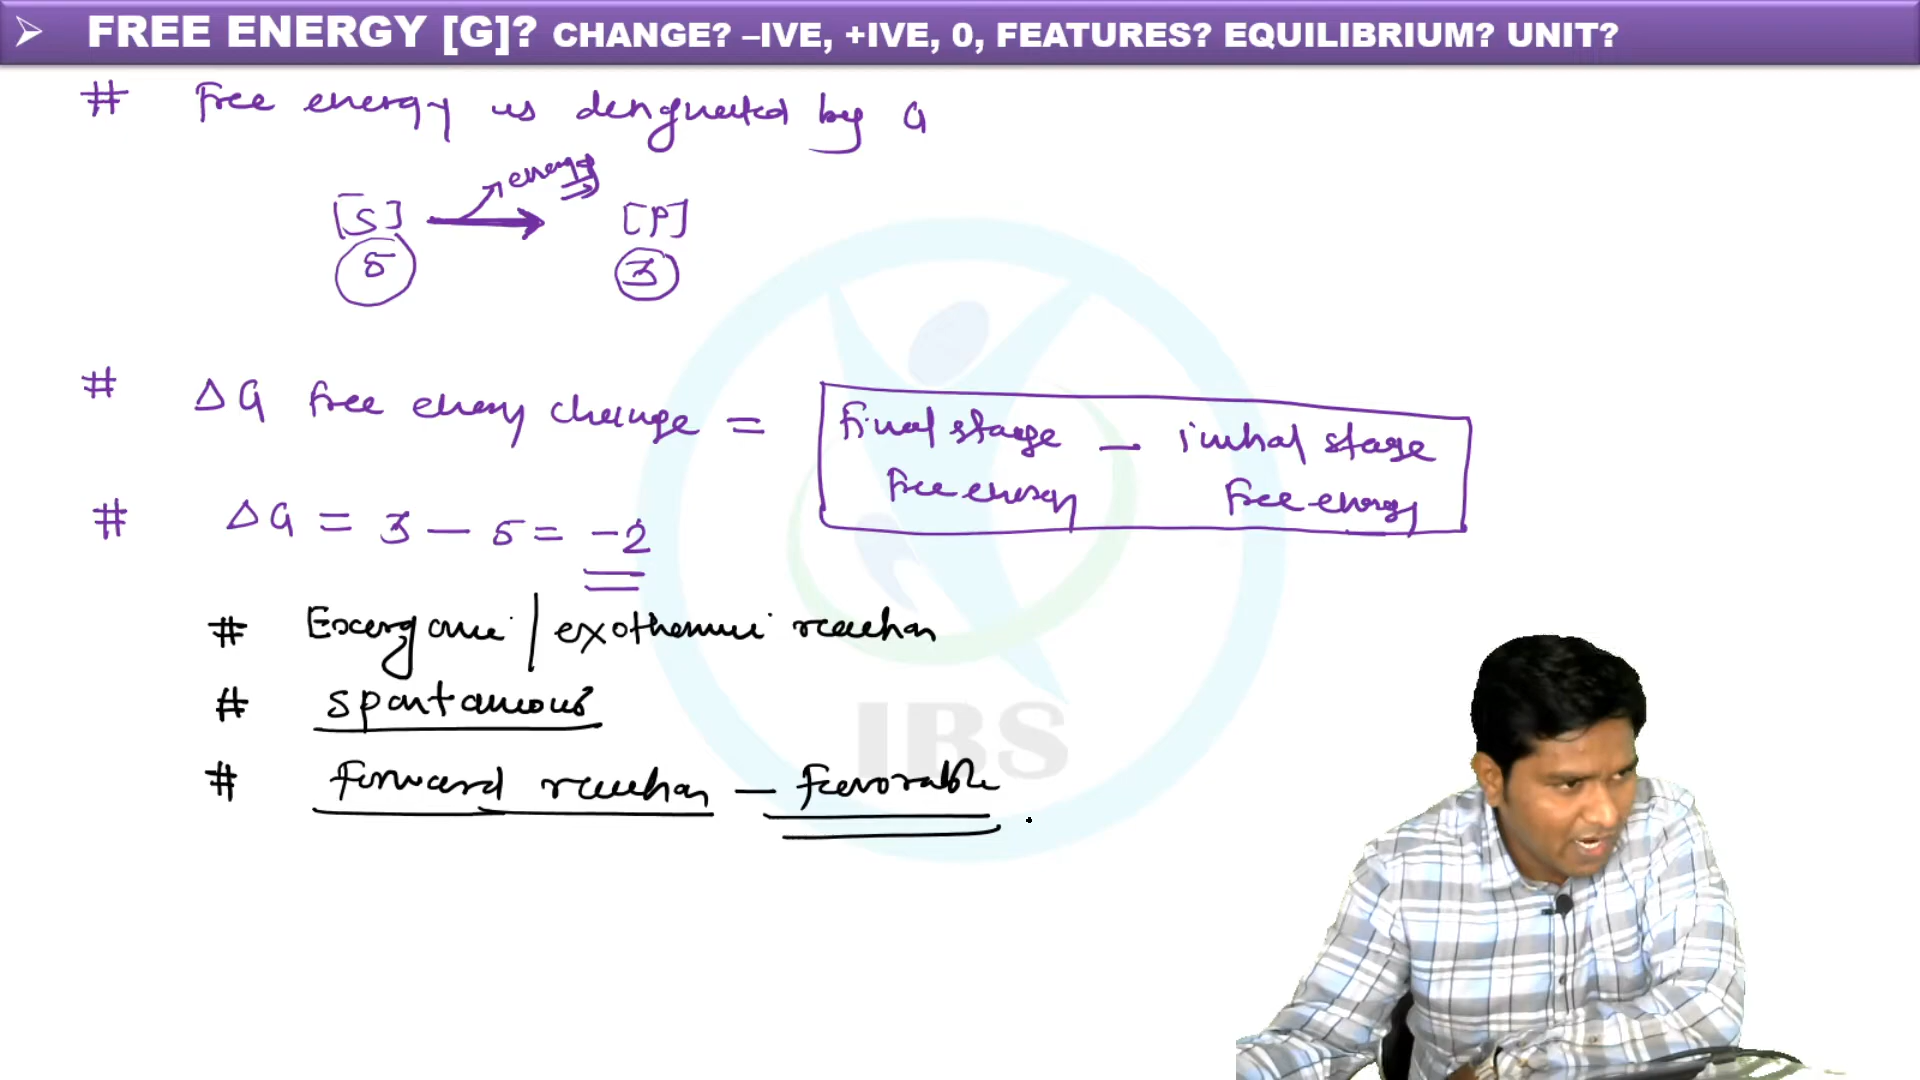 FREE ENERGY [G]? CHANGE? –IVE, +IVE, 0, FEATURES? EQUILIBRIUM? UNIT?
# Free energy is designated by G
energy
[S] [P]
5 3
# ΔG free energy change = final stage free energy – initial stage free energy
# ΔG = 3 – 5 = -2
# Exergonic | exothermic reaction
# spontaneous
# forward reaction – favorable
IBS